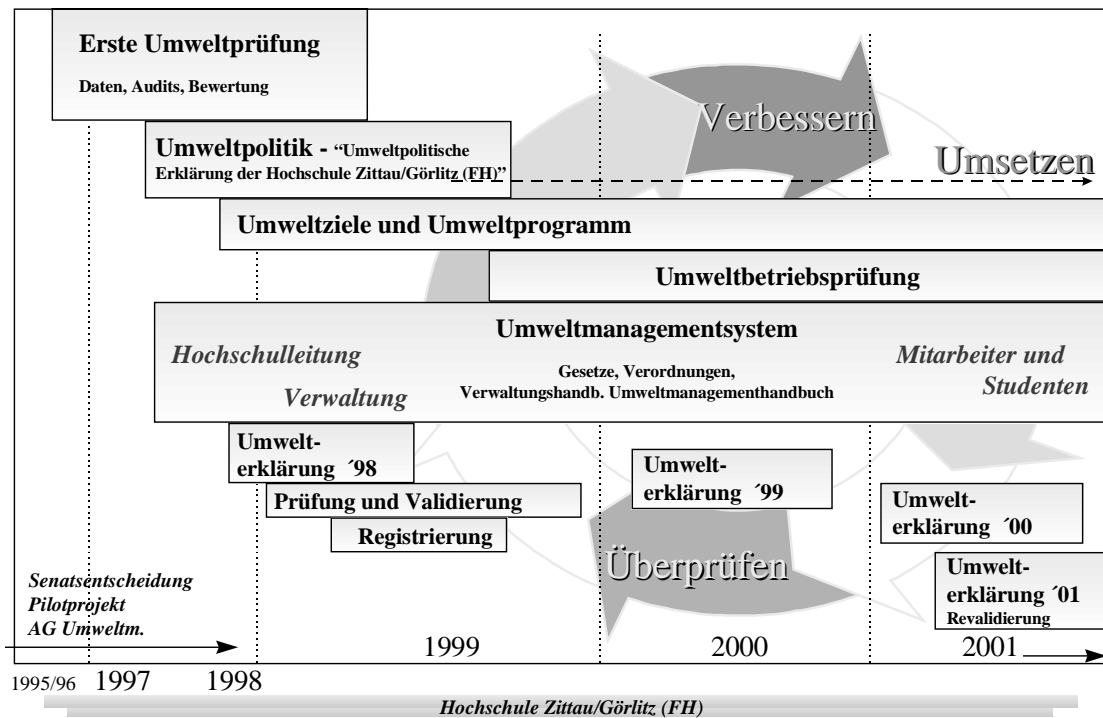 Erste Umweltprüfung
Daten, Audits, Bewertung
Verbessern
Umweltpolitik - “Umweltpolitische
Erklärung der Hochschule Zittau/Görlitz (FH)”
Umsetzen
Umweltziele und Umweltprogramm
Umweltbetriebsprüfung
Umweltmanagementsystem
Hochschulleitung
Verwaltung
Gesetze, Verordnungen,
Verwaltungshandb. Umweltmanagementhandbuch
Mitarbeiter und
Studenten
Umwelt-
erklärung ´98
Prüfung und Validierung
Registrierung
Umwelt-
erklärung ´99
Umwelt-
erklärung ´00
Umwelt-
erklärung ´01
Revalidierung
Überprüfen
Senatsentscheidung
Pilotprojekt
AG Umweltm.
1999
2000
2001
1995/96
1997
1998
Hochschule Zittau/Görlitz (FH)